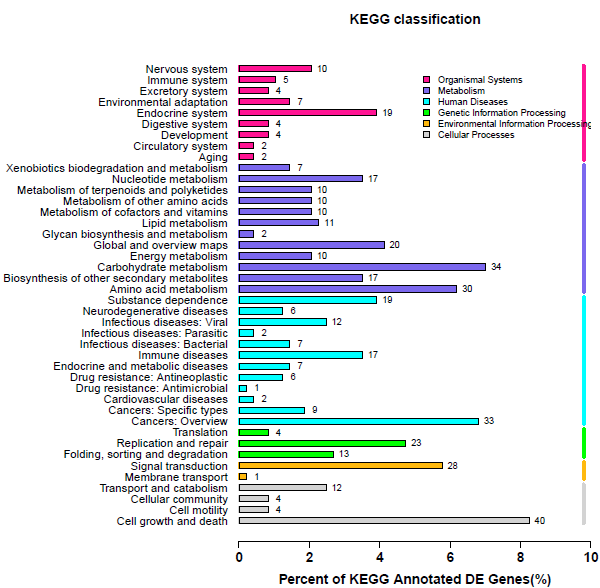 KEGG classification
Nervous system 10
Immune system 5
Excretory system 4
Environmental adaptation 7
Endocrine system 19
Digestive system 4
Development 4
Circulatory system 2
Aging 2
Xenobiotics biodegradation and metabolism 7
Nucleotide metabolism 17
Metabolism of terpenoids and polyketides 10
Metabolism of other amino acids 10
Metabolism of cofactors and vitamins 10
Lipid metabolism 11
Glycan biosynthesis and metabolism 2
Global and overview maps 20
Energy metabolism 10
Carbohydrate metabolism 34
Biosynthesis of other secondary metabolites 17
Amino acid metabolism 30
Substance dependence 19
Neurodegenerative diseases 6
Infectious diseases: Viral 12
Infectious diseases: Parasitic 2
Infectious diseases: Bacterial 7
Immune diseases 17
Endocrine and metabolic diseases 7
Drug resistance: Antineoplastic 6
Drug resistance: Antimicrobial 1
Cardiovascular diseases 2
Cancers: Specific types 9
Cancers: Overview 33
Translation 4
Replication and repair 23
Folding, sorting and degradation 13
Signal transduction 28
Membrane transport 1
Transport and catabolism 12
Cellular community 4
Cell motility 4
Cell growth and death 40
Organismal Systems
Metabolism
Human Diseases
Genetic Information Processing
Environmental Information Processing
Cellular Processes
0 2 4 6 8 10
Percent of KEGG Annotated DE Genes(%)